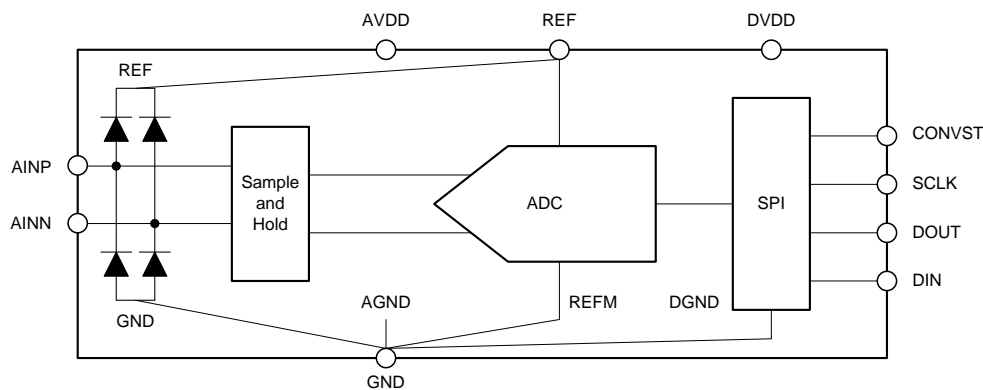 AVDD
REF
DVDD
REF
AINP
AINN
Sample
and
Hold
ADC
SPI
CONVST
SCLK
DOUT
DIN
GND
AGND
REFM
DGND
GND